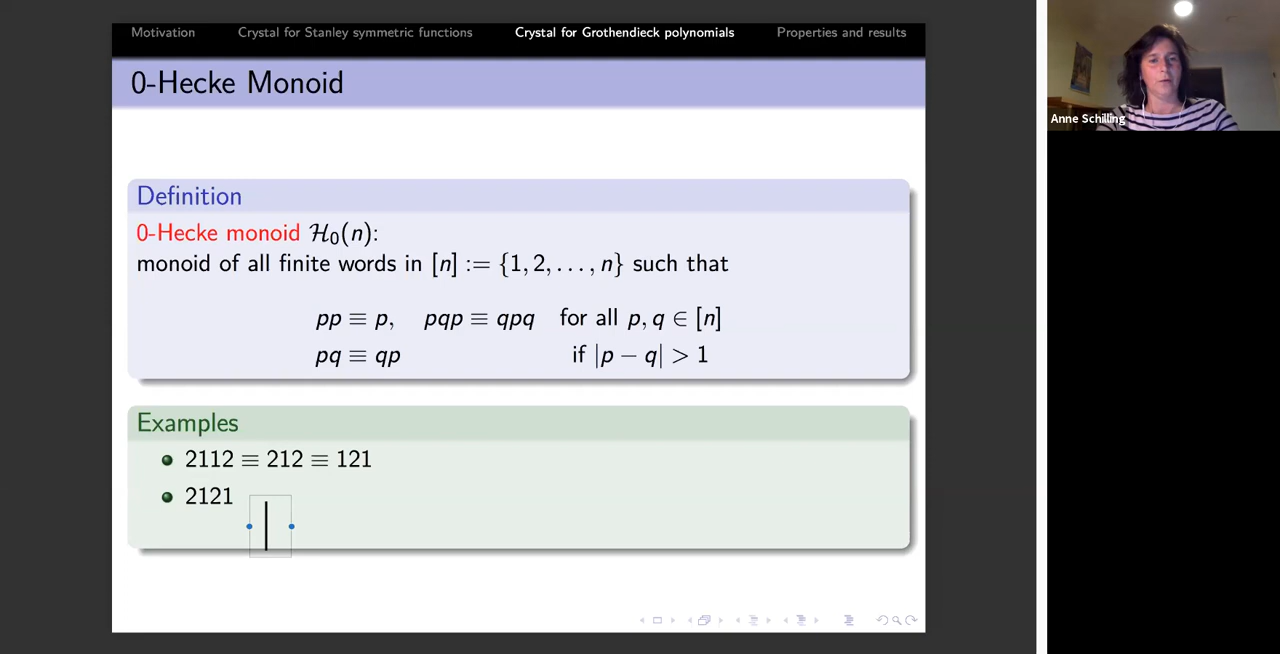 Motivation Crystal for Stanley symmetric functions Crystal for Grothendieck polynomials Properties and results
0-Hecke Monoid
Definition
0-Hecke monoid ℋ₀(n):
monoid of all finite words in [n] := {1, 2, . . . , n} such that
pp ≡ p, pqp ≡ qpq for all p, q ∈ [n]
pq ≡ qp if |p − q| > 1
Examples
2112 ≡ 212 ≡ 121
2121
Anne Schilling